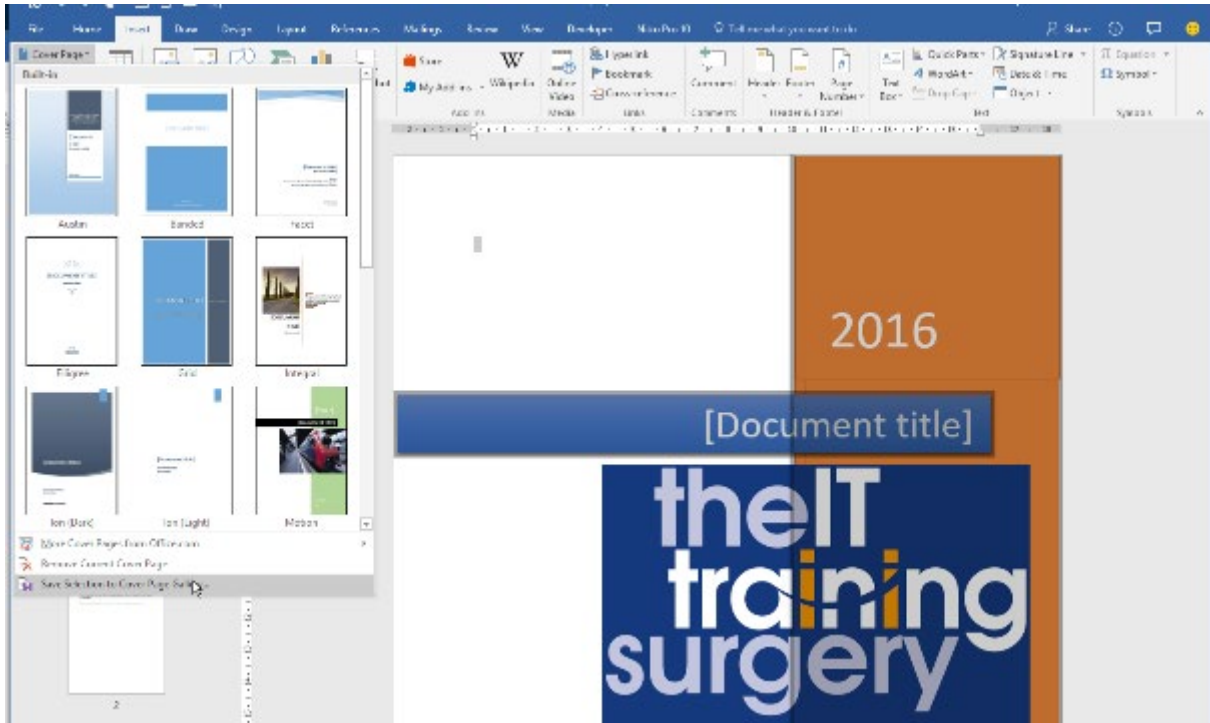 File Home Insert Draw Design Layout References Mailings Review View Developer Nitro Pro 10 Tell me what you want to do Share
Cover Page
Store
My Add-ins
Wikipedia
Online Video
Hyperlink
Bookmark
Cross-reference
Comment
Header
Footer
Page Number
Text Box
Quick Parts
WordArt
Drop Cap
Signature Line
Date & Time
Object
Equation
Symbol
Add-ins Media Links Comments Header & Footer Text Symbols
Built-in
Austin Banded Facet
Filigree Grid Integral
Ion (Dark) Ion (Light) Motion
More Cover Pages from Office.com
Remove Current Cover Page
Save Selection to Cover Page
2
2016
[Document title]
the IT
training
surgery